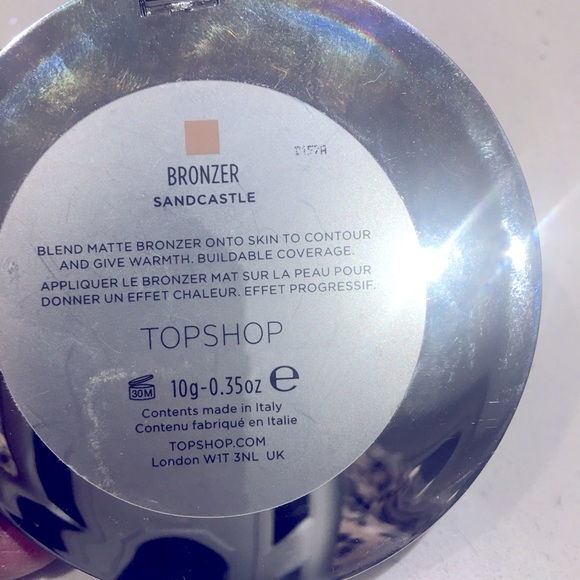 BRONZER
SANDCASTLE
BLEND MATTE BRONZER ONTO SKIN TO CONTOUR
AND GIVE WARMTH. BUILDABLE COVERAGE.
APPLIQUER LE BRONZER MAT SUR LA PEAU POUR
DONNER UN EFFET CHALEUR. EFFET PROGRESSIF.
TOPSHOP
30M 10g-0.35oz e
Contents made in Italy
Contenu fabriqué en Italie
TOPSHOP.COM
London W1T 3NL UK